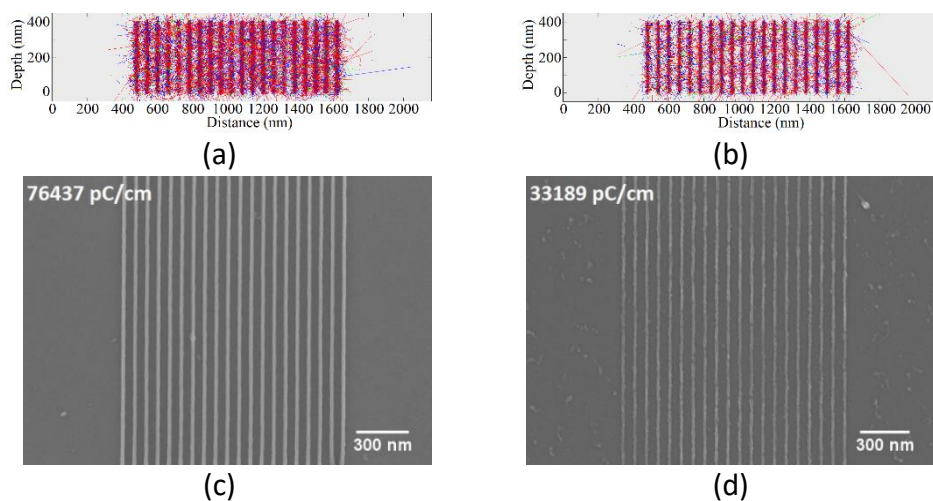 400
200
0
Depth (nm)
0 200 400 600 800 1000 1200 1400 1600 1800 2000
Distance (nm)
(a)
400
200
0
Depth (nm)
0 200 400 600 800 1000 1200 1400 1600 1800 2000
Distance (nm)
(b)
76437 pC/cm
300 nm
(c)
33189 pC/cm
300 nm
(d)